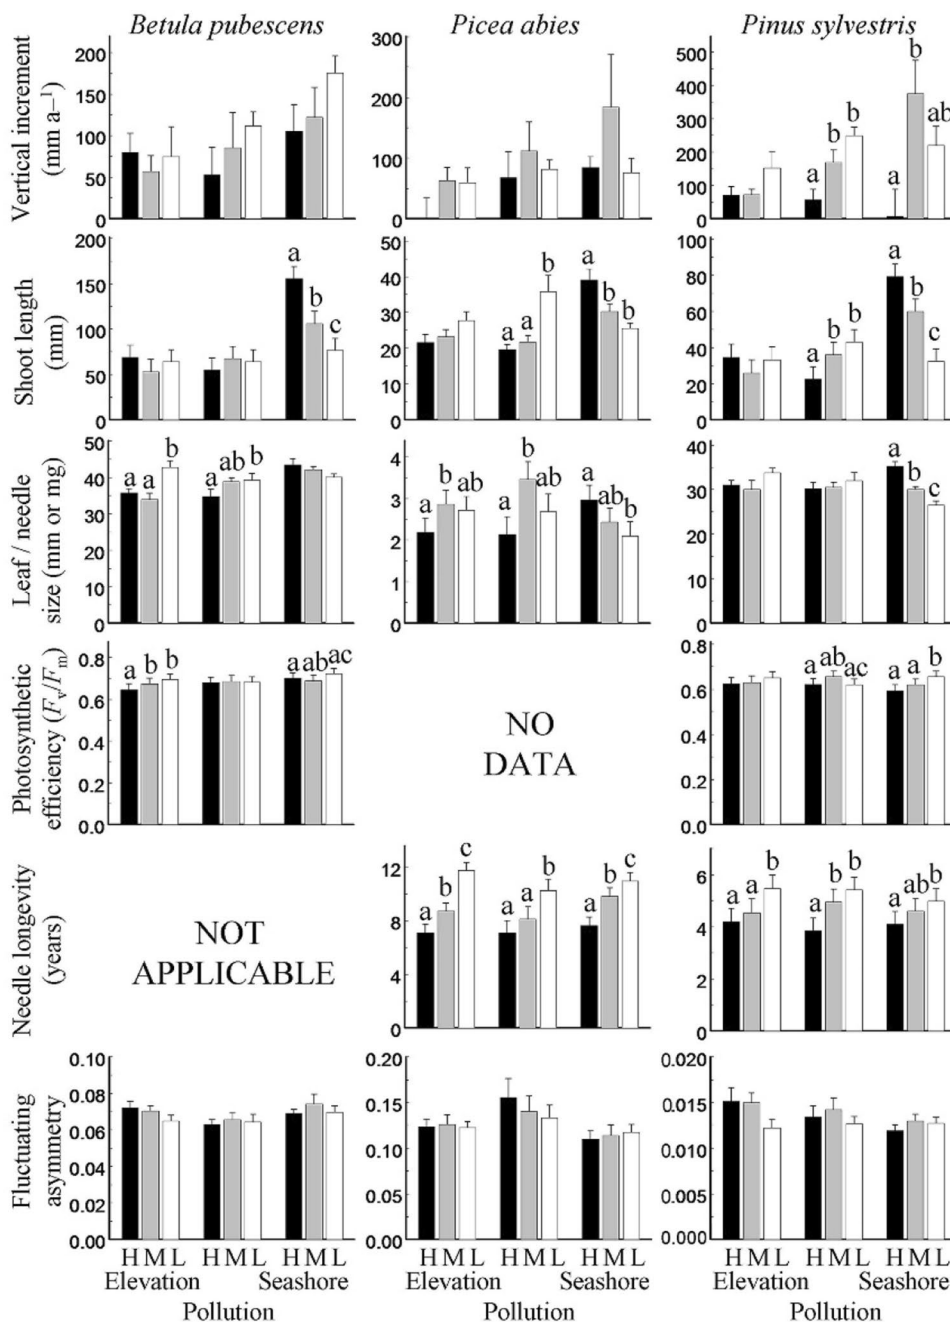 Betula pubescens Picea abies Pinus sylvestris
Vertical increment
(mm a–1)
200
150
100
50
0
300
200
100
0
500
400
300
200
100
0
a b b a b ab
Shoot length
(mm)
200
150
100
50
0
a b c
50
40
30
20
10
0
a a b a b b
100
80
60
40
20
0
a b b a b c
Leaf / needle
size (mm or mg)
50
40
30
20
10
0
a a b a ab b
4
3
2
1
0
a b ab a b ab a ab b
40
30
20
10
0
a b c
Photosynthetic
efficiency (Fv/Fm)
0.8
0.6
0.4
0.2
0.0
a b b a ab ac
NO
DATA
0.8
0.6
0.4
0.2
0.0
a ab ac a a b
Needle longevity
(years)
NOT
APPLICABLE
12
9
6
3
0
a b c a a b a b c
6
4
2
0
a a b a b b a ab b
Fluctuating
asymmetry
0.10
0.08
0.06
0.04
0.02
0.00
0.20
0.15
0.10
0.05
0.00
0.020
0.015
0.010
0.005
0.000
H M L H M L H M L H M L H M L H M L H M L H M L H M L
Elevation Seashore Elevation Seashore Elevation Seashore
Pollution Pollution Pollution